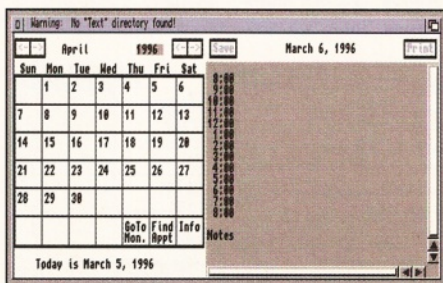 Warning: No "Text" directory found!
<-- --> April 1996 <-- --> Save March 6, 1996 Print
Sun Mon Tue Wed Thu Fri Sat
1 2 3 4 5 6
7 8 9 10 11 12 13
14 15 16 17 18 19 20
21 22 23 24 25 26 27
28 29 30
GoTo Mon. Find Appt Info
Today is March 5, 1996
8:00
9:00
10:00
11:00
12:00
1:00
2:00
3:00
4:00
5:00
6:00
7:00
8:00
Notes